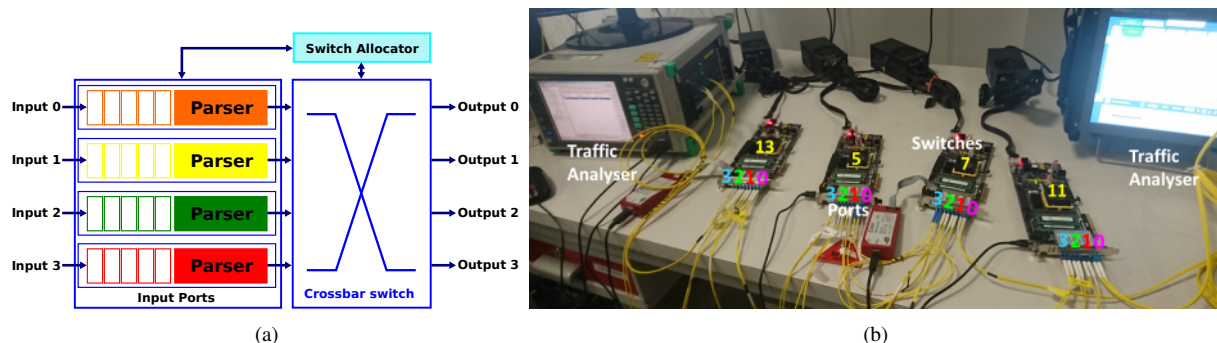 Switch Allocator
Input 0
Parser
Output 0
Input 1
Parser
Output 1
Input 2
Parser
Output 2
Input 3
Parser
Output 3
Input Ports
Crossbar switch
(a)
Traffic
Analyser
13
3210
5
3210
Ports
Switches
7
3210
11
3210
Traffic
Analyser
(b)